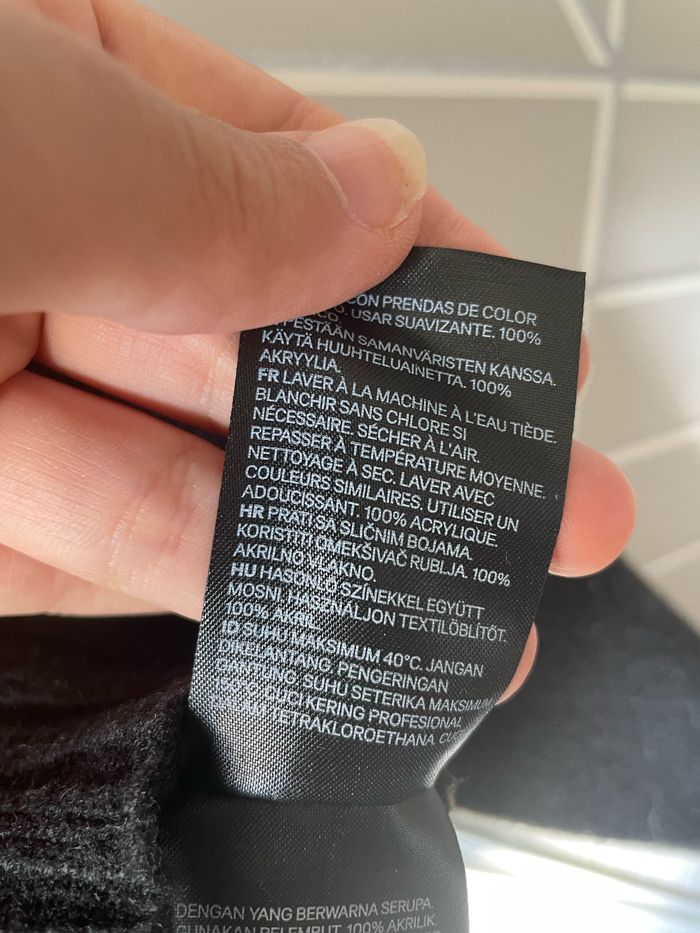 CON PRENDAS DE COLOR
USAR SUAVIZANTE. 100%
SAMANVÄRISTEN KANSSA.
KÄYTÄ HUUHTELUAINETTA. 100%
AKRYYLIA.
FR LAVER À LA MACHINE À L'EAU TIÈDE.
BLANCHIR SANS CHLORE SI
NÉCESSAIRE. SÉCHER À L'AIR.
REPASSER À TEMPÉRATURE MOYENNE.
NETTOYAGE À SEC. LAVER AVEC
COULEURS SIMILAIRES. UTILISER UN
ADOUCISSANT. 100% ACRYLIQUE.
HR PRATI SA SLIČNIM BOJAMA.
KORISTITI OMEKŠIVAČ RUBLJA. 100%
AKRILNO VLAKNO.
HU HASONLÓ SZÍNEKKEL EGYÜTT
MOSNI. HASZNÁLJON TEXTILÖBLÍTŐT.
100% AKRIL.
ID SUHU MAKSIMUM 40°C. JANGAN
DIKELANTANG. PENGERINGAN
GANTUNG. SUHU SETERIKA MAKSIMUM
CUCI KERING PROFESIONAL
TETRAKLOROETHANA.
DENGAN YANG BERWARNA SERUPA.
GUNAKAN PELEMBUT. 100% AKRILIK.